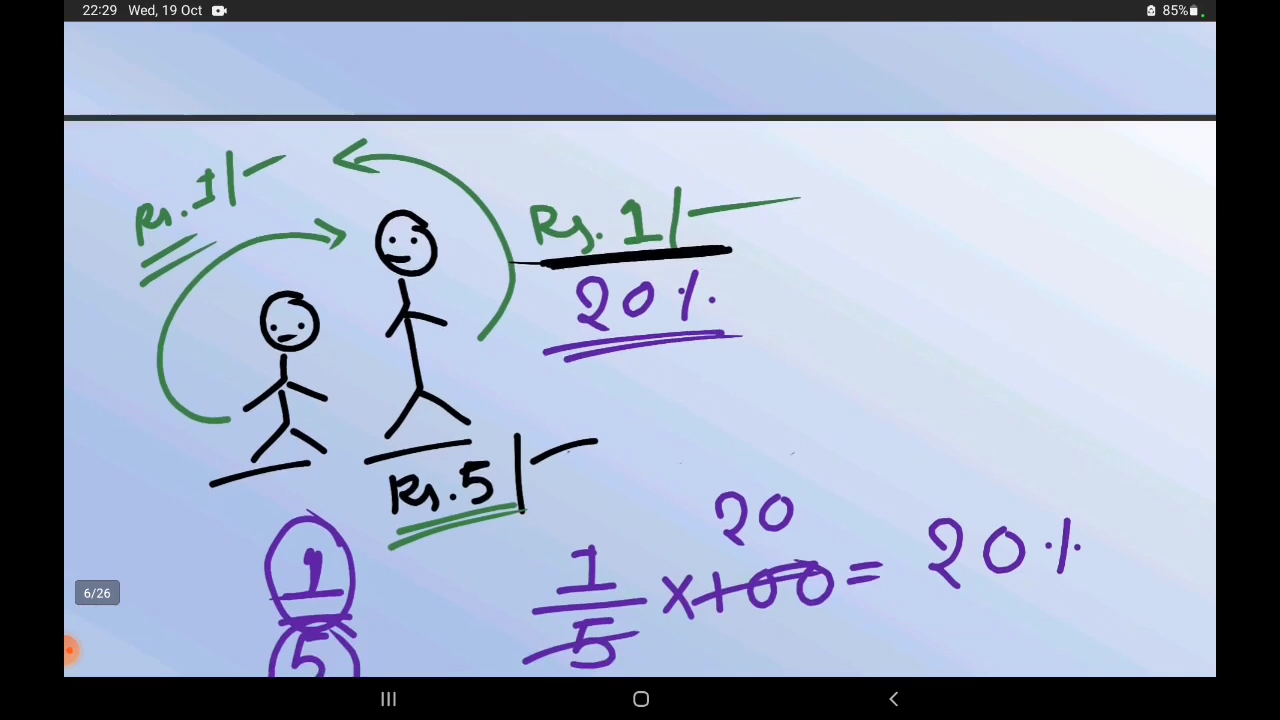 22:29 Wed, 19 Oct
85%
Rs. 1/-
Rs. 1/-
20%
Rs. 5/-
1/5
1/5 × 100 = 20%
20
6/26